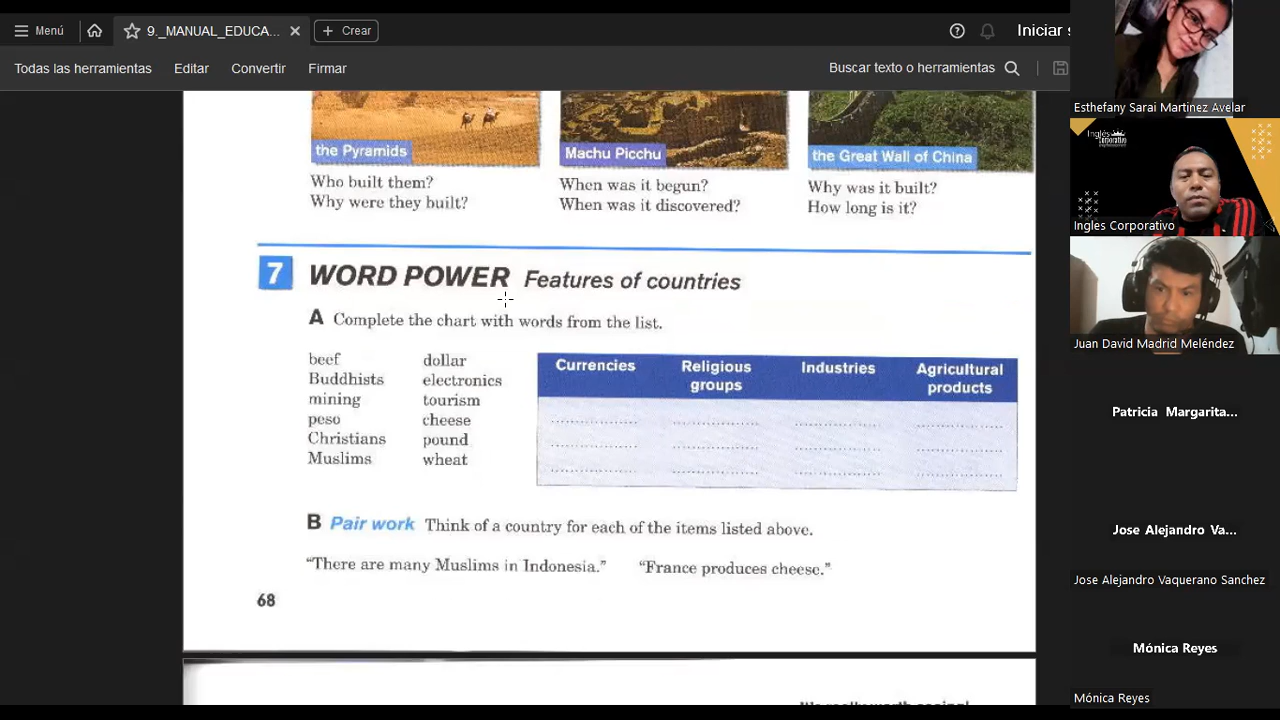 Menú
9._MANUAL_EDUCA...
Crear
Iniciar s
Todas las herramientas
Editar
Convertir
Firmar
Buscar texto o herramientas
the Pyramids
Machu Picchu
the Great Wall of China
Who built them?
Why were they built?
When was it begun?
When was it discovered?
Why was it built?
How long is it?
7 WORD POWER Features of countries
A Complete the chart with words from the list.
beef
Buddhists
mining
peso
Christians
Muslims
dollar
electronics
tourism
cheese
pound
wheat
Currencies
Religious
groups
Industries
Agricultural
products
B Pair work Think of a country for each of the items listed above.
“There are many Muslims in Indonesia.” “France produces cheese.”
68
Esthefany Sarai Martinez Avelar
Inglés
Corporativo
Ingles Corporativo
Juan David Madrid Meléndez
Patricia Margarita...
Jose Alejandro Va...
Jose Alejandro Vaquerano Sanchez
Mónica Reyes
Mónica Reyes